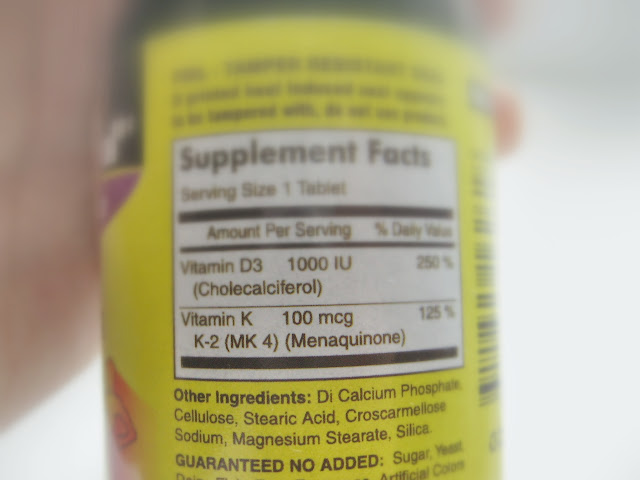 Supplement Facts
Serving Size 1 Tablet
Amount Per Serving % Daily Value
Vitamin D3 1000 IU 250 %
(Cholecalciferol)
Vitamin K 100 mcg 125 %
K-2 (MK 4) (Menaquinone)
Other Ingredients: Di Calcium Phosphate,
Cellulose, Stearic Acid, Croscarmellose
Sodium, Magnesium Stearate, Silica.
GUARANTEED NO ADDED: Sugar, Yeast,
Artificial Colors